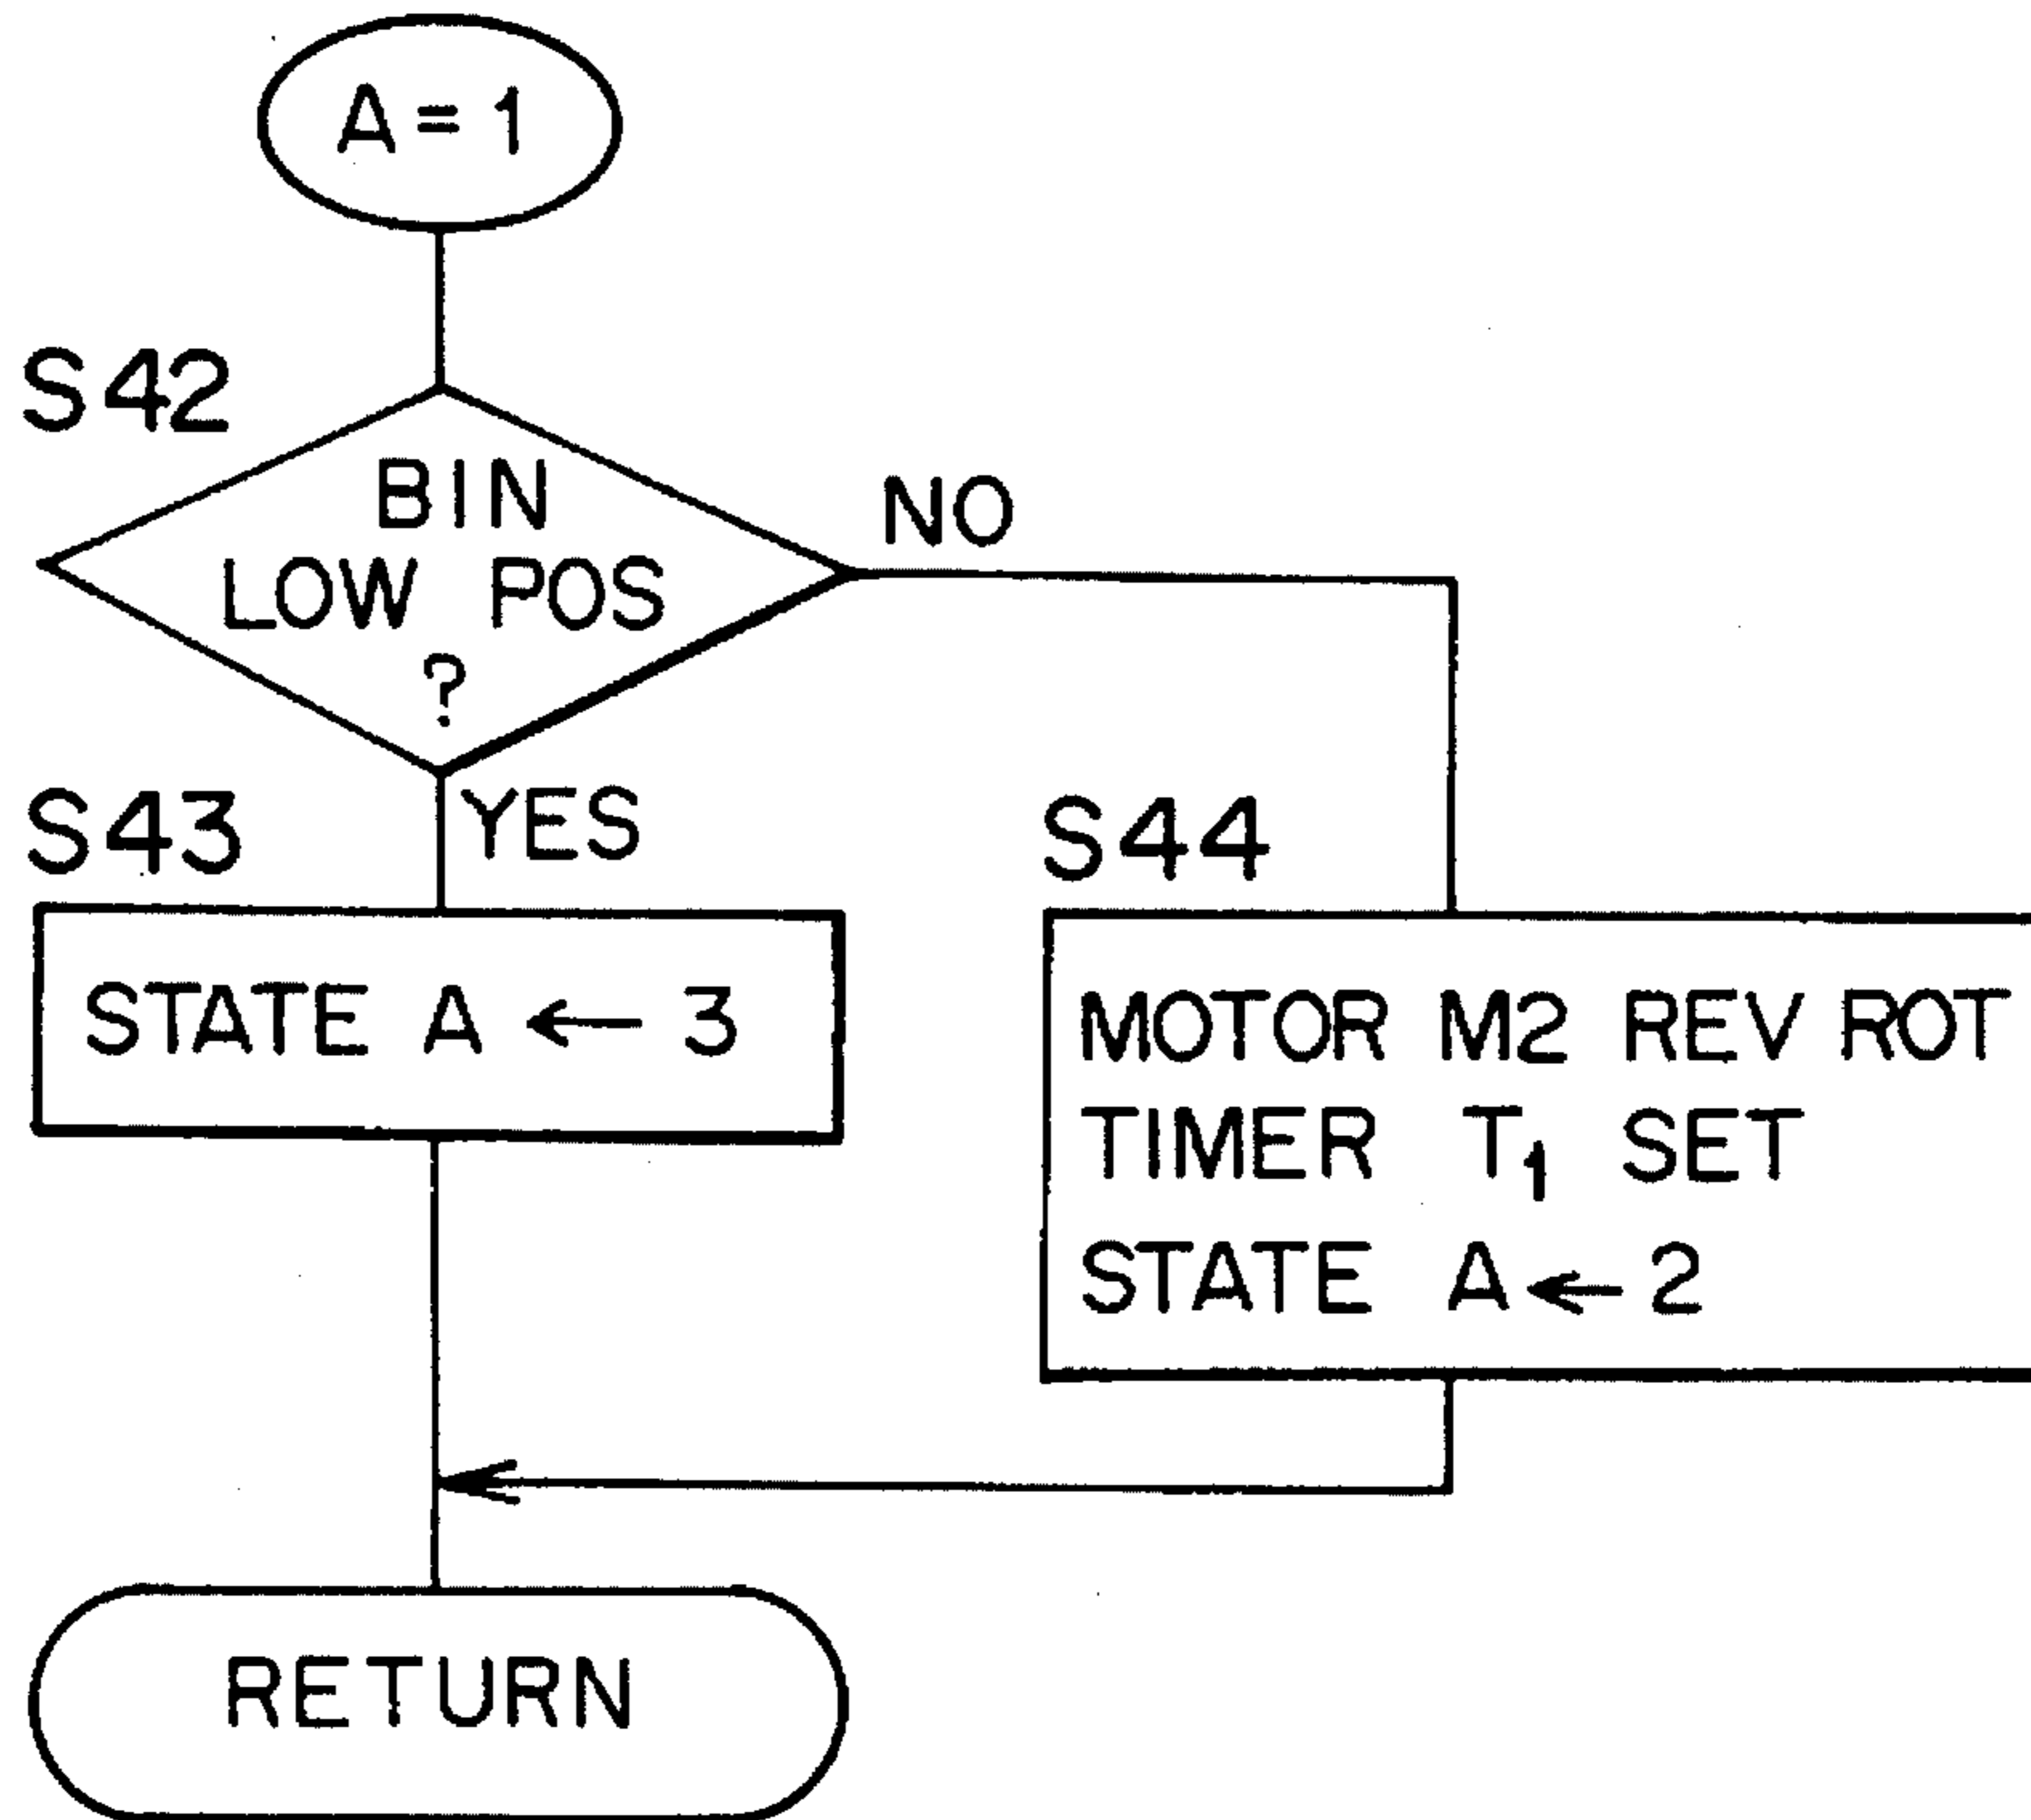 A = 1
S42
BIN
LOW POS
?
NO
YES
S43
STATE A ← 3
S44
MOTOR M2 REV ROT
TIMER T₁ SET
STATE A ← 2
RETURN